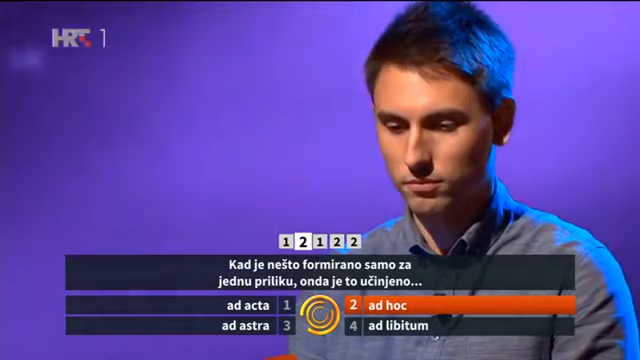 HRT 1
1 2 1 2 2
Kad je nešto formirano samo za
jednu priliku, onda je to učinjeno...
ad acta 1
2 ad hoc
ad astra 3
4 ad libitum